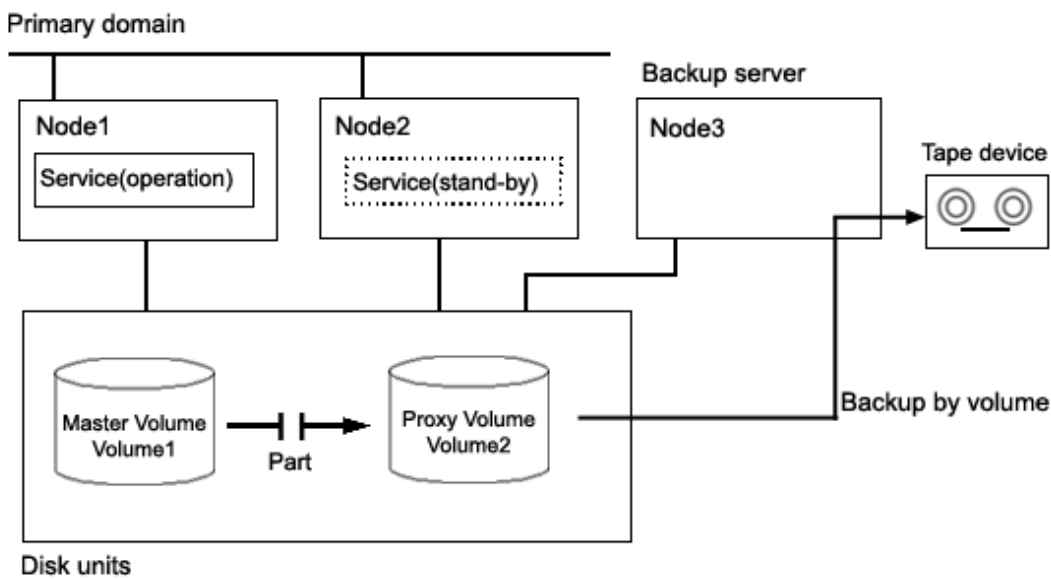 Primary domain
Backup server
Node1
Node2
Node3
Tape device
Service(operation)
Service(stand-by)
Master Volume
Volume1
Part
Proxy Volume
Volume2
Backup by volume
Disk units